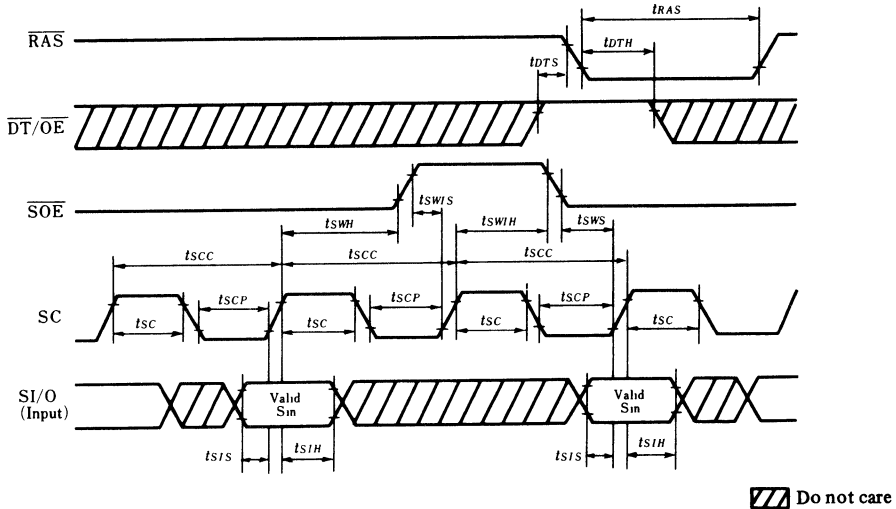 tRAS
RAS
tDTH
tDTS
DT/OE
SOE
tSWIS
tSWH
tSWIH
tSWS
tSCC
tSCC
tSCC
SC
tSCP
tSCP
tSCP
tSC
tSC
tSC
tSC
SI/O
(Input)
Valid
Sin
Valid
Sin
tSIS
tSIH
tSIS
tSIH
Do not care